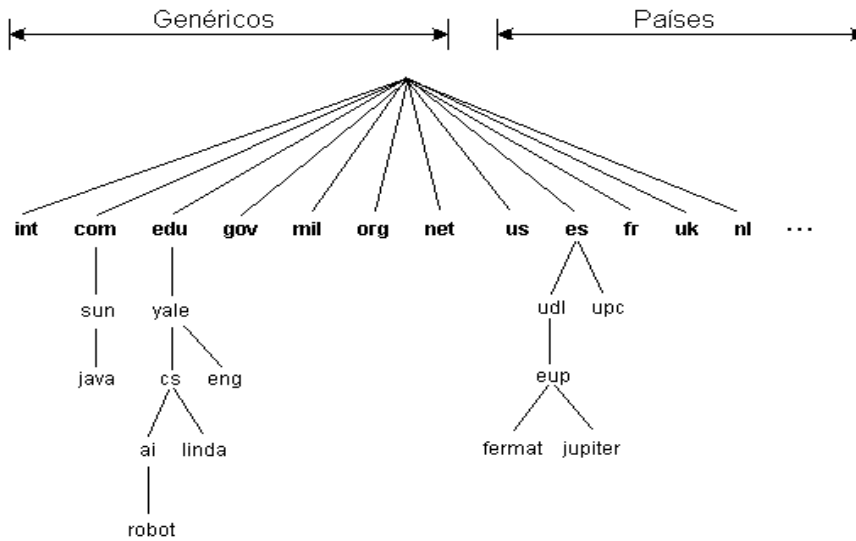 Genéricos Países
int com edu gov mil org net us es fr uk nl ...
sun yale udl upc
java cs eng eup
ai linda fermat jupiter
robot